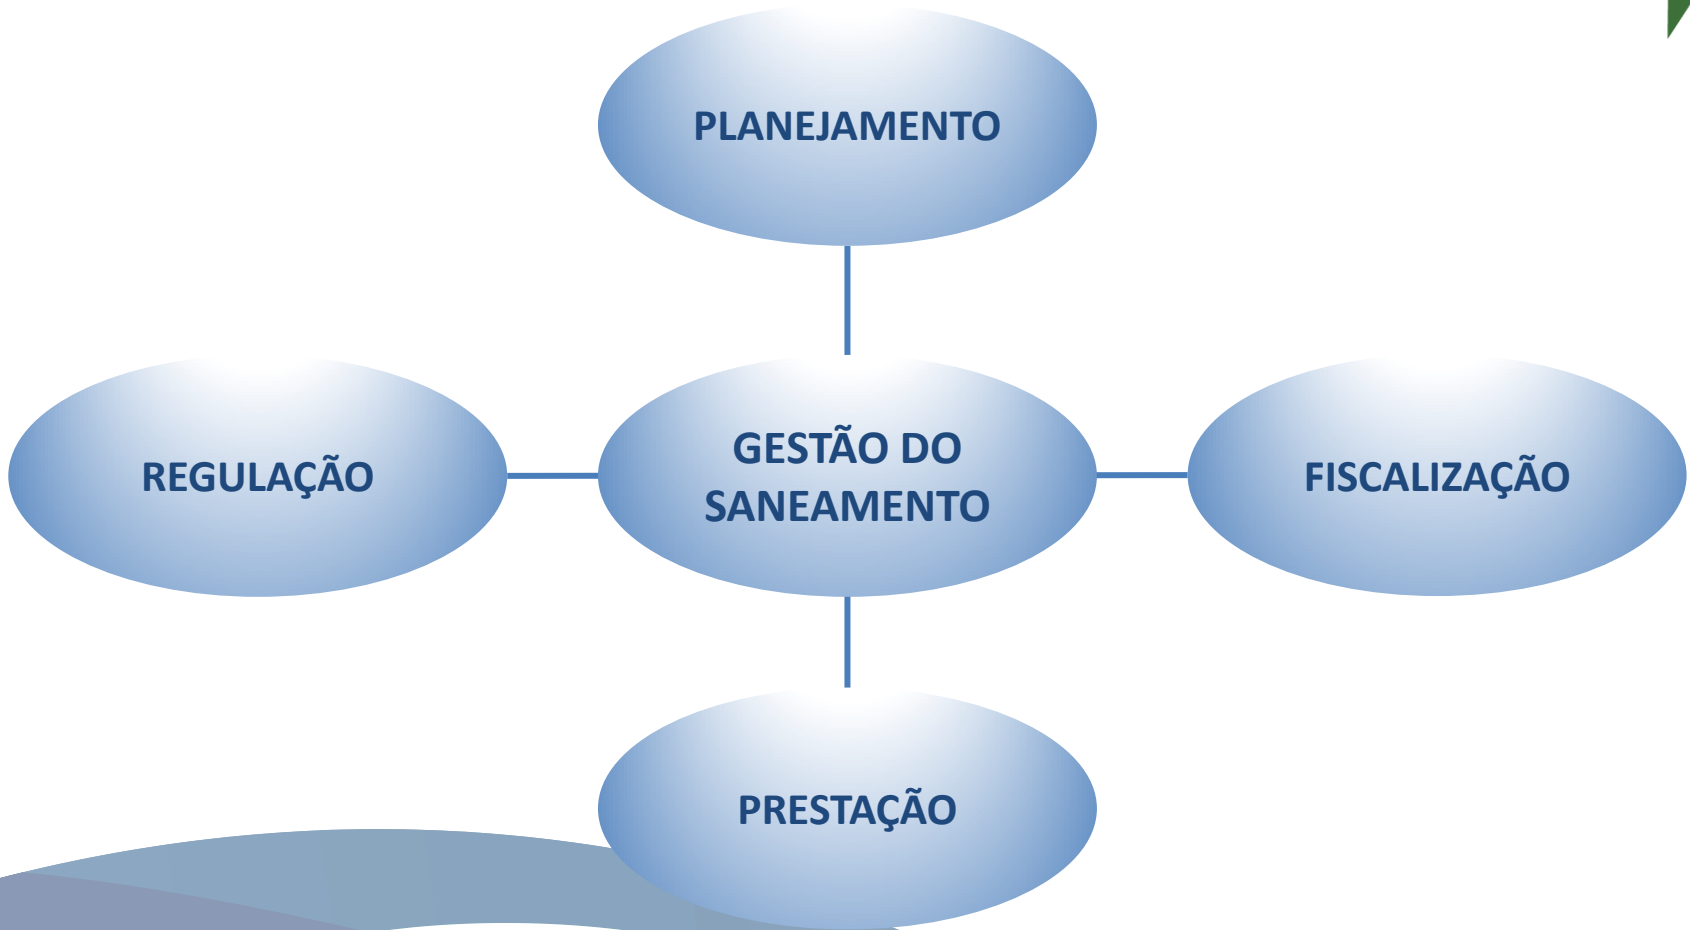 PLANEJAMENTO
REGULAÇÃO
GESTÃO DO
SANEAMENTO
FISCALIZAÇÃO
PRESTAÇÃO